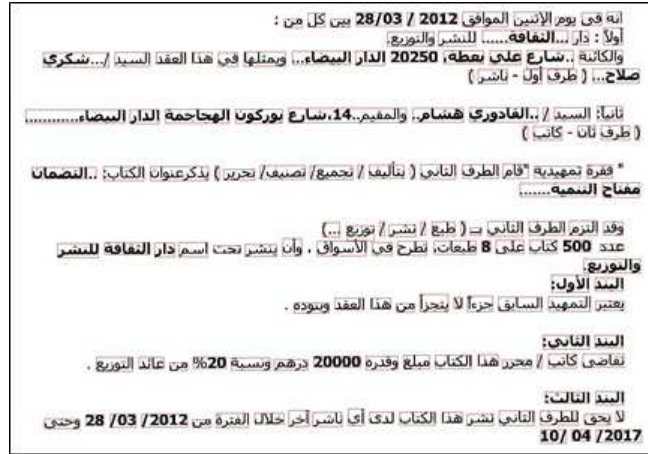 انه فى يوم الإثنين الموافق 2012 / 28/03 بين كل من :
أولاً : دار ...الثقافة...... للنشر والتوزيع.
والكائنة ..شارع علي بقطة، 20250 الدار البيضاء... ويمثلها في هذا العقد السيد /...شكري
صلاح... ( طرف أول - ناشر )
ثانياً: السيد / ..القادوري هشام.. والمقيم..14،شارع بوركون الهجاجمة الدار البيضاء............
( طرف ثان - كاتب )
" فقرة تمهيدية "قام الطرف الثاني ( بتأليف / تجميع/ تصنيف/ تحرير ) يذكرعنوان الكتاب: ..التضمان
مفتاح التنمية.......
وقد التزم الطرف الثاني بـ ( طبع / نشر / توزيع ...)
عدد 500 كتاب على 8 طبعات، تطرح في الأسواق . وأن ينشر تحت اسم دار الثقافة للنشر
والتوزيع.
البند الأول:
يعتبر التمهيد السابق جزءاً لا يتجزأ من هذا العقد وبنوده .
البند الثاني:
تقاضى كاتب / محرر هذا الكتاب مبلغ وقدره 20000 درهم ونسبة 20% من عائد التوزيع .
البند الثالث:
لا يحق للطرف الثاني نشر هذا الكتاب لدى أي ناشر آخر خلال الفترة من 2012/ 03/ 28 وحتى
2017/ 04 /10